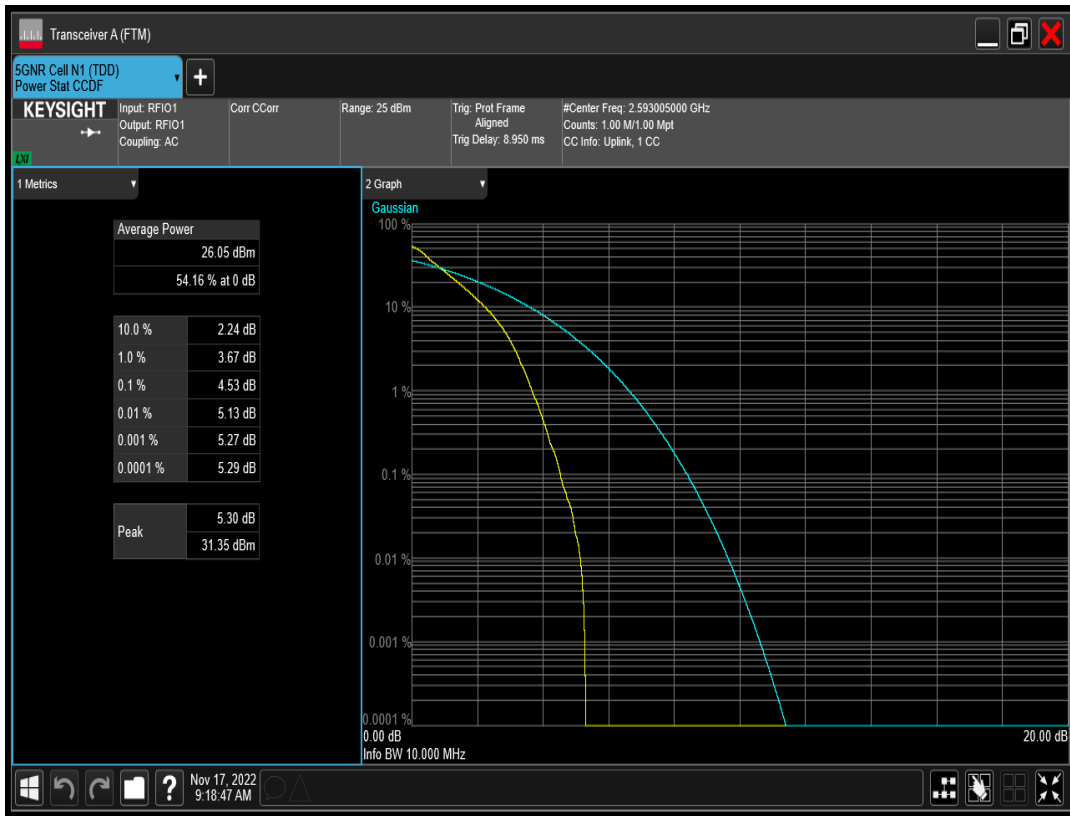 Transceiver A (FTM)
5GNR Cell N1 (TDD)
Power Stat CCDF
+
KEYSIGHT
LXI
Input: RFIO1
Output: RFIO1
Coupling: AC
Corr CCorr
Range: 25 dBm
Trig: Prot Frame
Aligned
Trig Delay: 8.950 ms
#Center Freq: 2.593005000 GHz
Counts: 1.00 M/1.00 Mpt
CC Info: Uplink, 1 CC
1 Metrics
Average Power
26.05 dBm
54.16 % at 0 dB
10.0 % 2.24 dB
1.0 % 3.67 dB
0.1 % 4.53 dB
0.01 % 5.13 dB
0.001 % 5.27 dB
0.0001 % 5.29 dB
Peak 5.30 dB
31.35 dBm
2 Graph
Gaussian
100 %
10 %
1 %
0.1 %
0.01 %
0.001 %
0.0001 %
0.00 dB 20.00 dB
Info BW 10.000 MHz
? Nov 17, 2022
9:18:47 AM